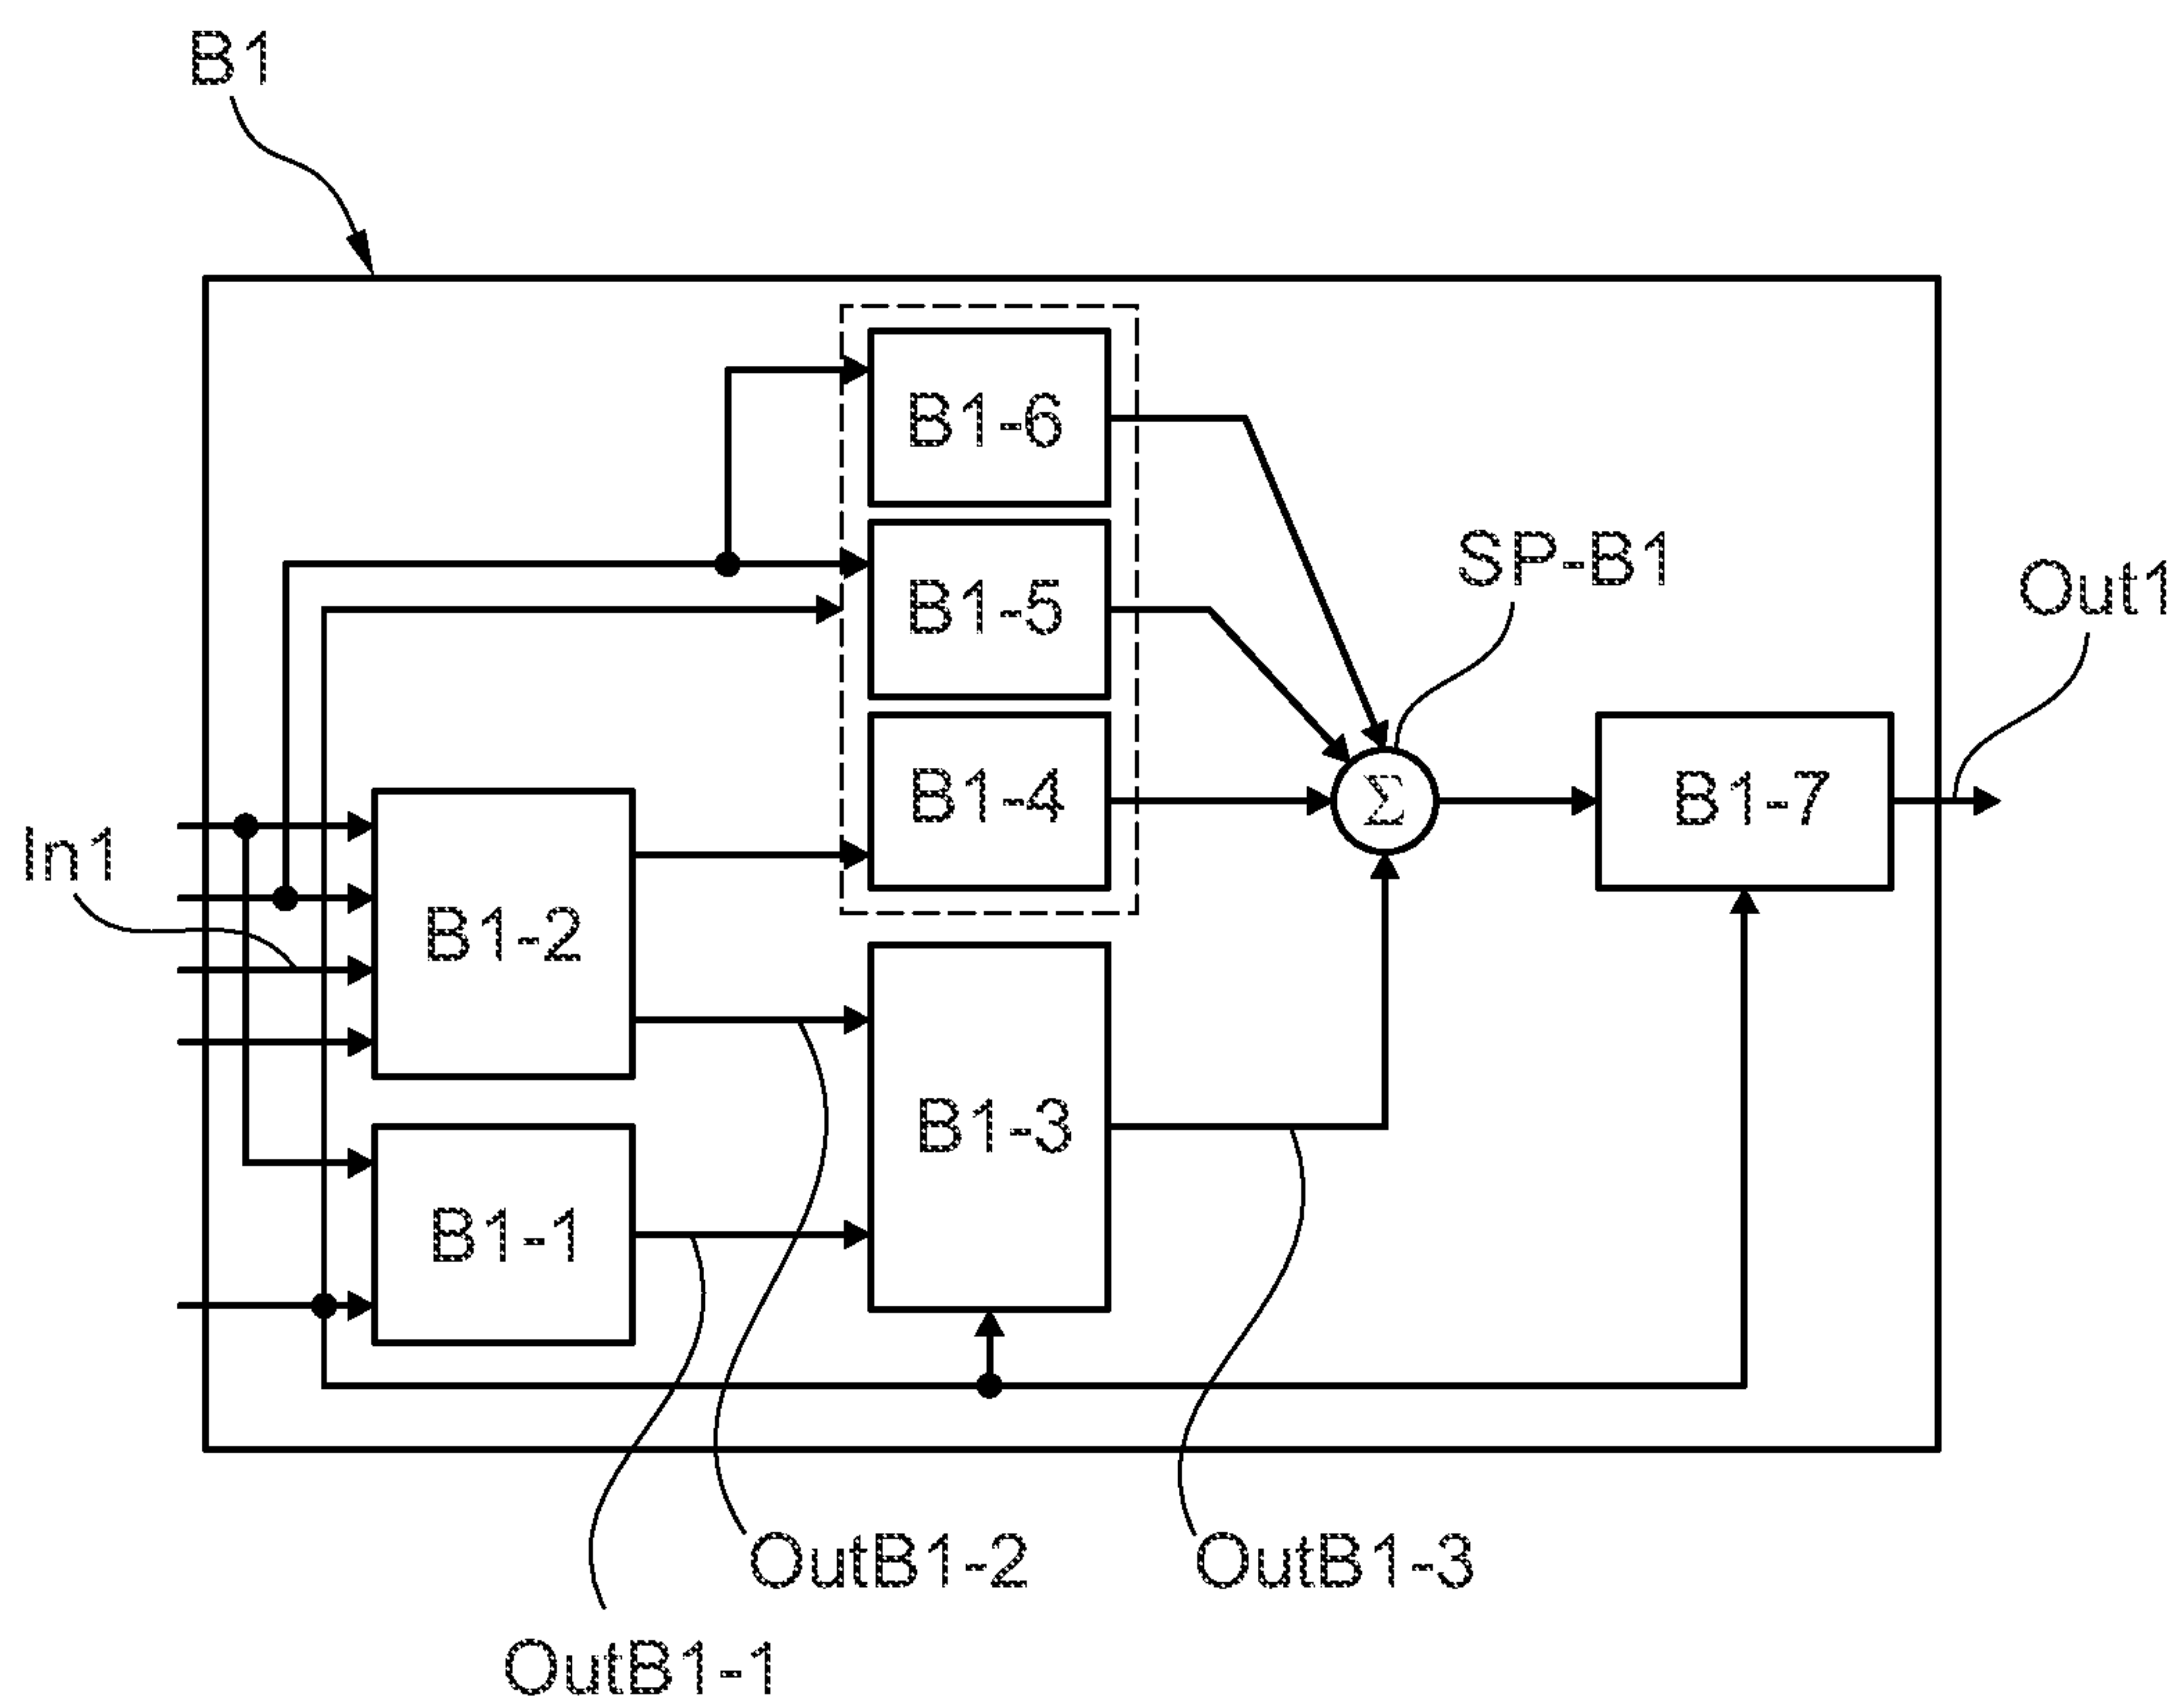 B1
B1-6
SP-B1
B1-5
Out1
B1-4
Σ
B1-7
In1
B1-2
B1-3
B1-1
OutB1-2
OutB1-3
OutB1-1